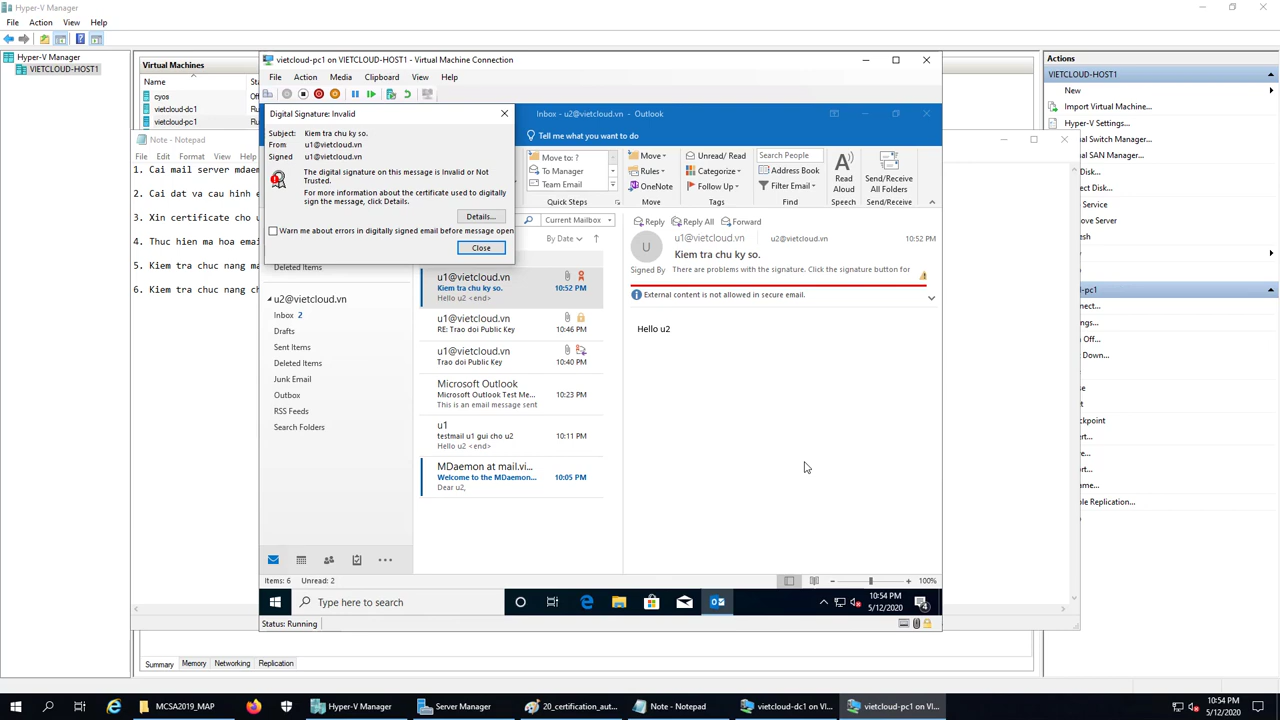 Hyper-V Manager
File Action View Help
Hyper-V Manager
VIETCLOUD-HOST1
Virtual Machines
Name
cyos
vietcloud-dc1
vietcloud-pc1
Note - Notepad
File Edit Format View Help
1. Cai mail server mdaem
2. Cai dat va cau hinh e
3. Xin certificate cho u
4. Thuc hien ma hoa email
5. Kiem tra chuc nang ma
6. Kiem tra chuc nang ch
Summary Memory Networking Replication
vietcloud-pc1 on VIETCLOUD-HOST1 - Virtual Machine Connection
File Action Media Clipboard View Help
Inbox - u2@vietcloud.vn - Outlook
Tell me what you want to do
Digital Signature: Invalid
Subject: Kiem tra chu ky so.
From u1@vietcloud.vn
Signed u1@vietcloud.vn
The digital signature on this message is Invalid or Not
Trusted.
For more information about the certificate used to digitally
sign the message, click Details.
Details...
Warn me about errors in digitally signed email before message open
Close
Move to: ?
To Manager
Team Email
Quick Steps
Move
Rules
OneNote
Move
Unread/ Read
Categorize
Follow Up
Tags
Search People
Address Book
Filter Email
Find
Read
Aloud
Speech
Send/Receive
All Folders
Send/Receive
Current Mailbox
By Date
Deleted Items
u2@vietcloud.vn
Inbox 2
Drafts
Sent Items
Deleted Items
Junk Email
Outbox
RSS Feeds
Search Folders
u1@vietcloud.vn
Kiem tra chu ky so. 10:52 PM
Hello u2 <end>
u1@vietcloud.vn
RE: Trao doi Public Key 10:46 PM
u1@vietcloud.vn
Trao doi Public Key 10:40 PM
Microsoft Outlook
Microsoft Outlook Test Me... 10:23 PM
This is an email message sent
u1
testmail u1 gui cho u2 10:11 PM
Hello u2 <end>
MDaemon at mail.vi...
Welcome to the MDaemon... 10:05 PM
Dear u2,
Reply Reply All Forward
U
u1@vietcloud.vn u2@vietcloud.vn 10:52 PM
Kiem tra chu ky so.
Signed By There are problems with the signature. Click the signature button for
External content is not allowed in secure email.
Hello u2
Items: 6 Unread: 2
100%
Type here to search
10:54 PM
5/12/2020
4
Status: Running
Actions
VIETCLOUD-HOST1
New
Import Virtual Machine...
Hyper-V Settings...
Virtual Switch Manager...
Virtual SAN Manager...
Disk...
Disk...
Service
ove Server
esh
-pc1
nnect...
ngs...
Off...
Down...
e
t
kpoint
ert...
e...
rt...
me...
ble Replication...
MCSA2019_MAP
Hyper-V Manager
Server Manager
20_certification_aut...
Note - Notepad
vietcloud-dc1 on VI...
vietcloud-pc1 on VI...
10:54 PM
5/12/2020